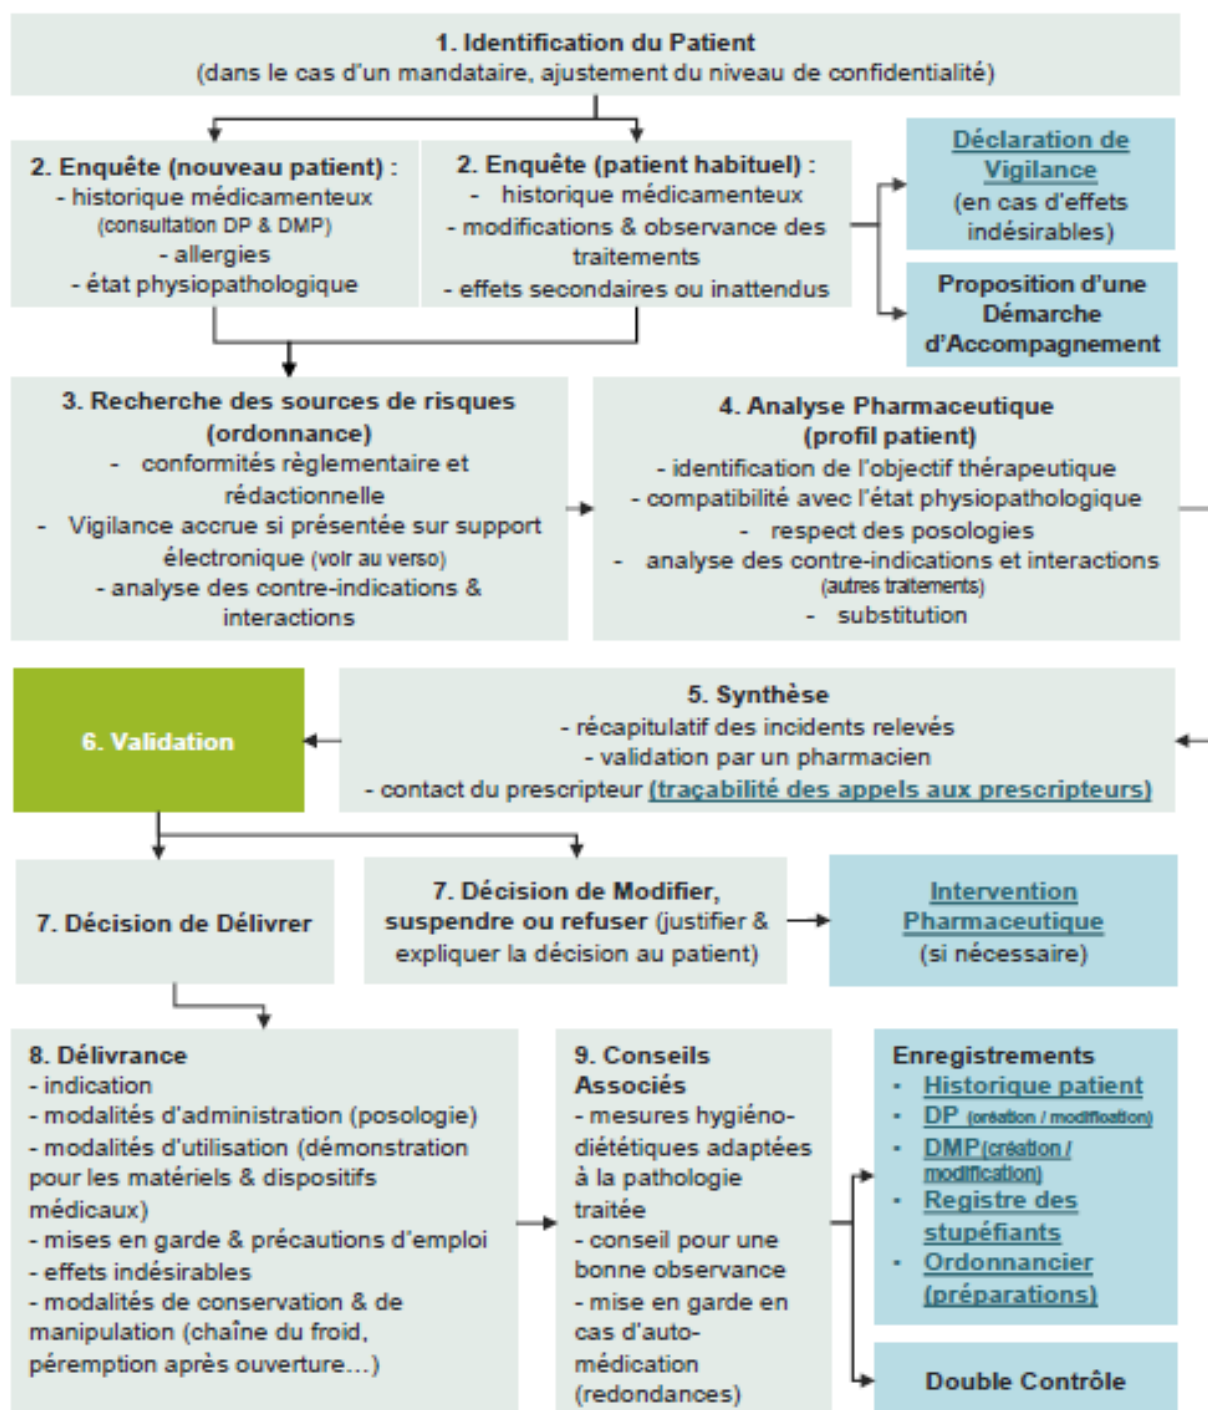 1. Identification du Patient
(dans le cas d'un mandataire, ajustement du niveau de confidentialité)
2. Enquête (nouveau patient) :
- historique médicamenteux
(consultation DP & DMP)
- allergies
- état physiopathologique
2. Enquête (patient habituel) :
- historique médicamenteux
- modifications & observance des
traitements
- effets secondaires ou inattendus
Déclaration de
Vigilance
(en cas d'effets
indésirables)
Proposition d'une
Démarche
d'Accompagnement
3. Recherche des sources de risques
(ordonnance)
- conformités règlementaire et
rédactionnelle
- Vigilance accrue si présentée sur support
électronique (voir au verso)
- analyse des contre-indications &
interactions
4. Analyse Pharmaceutique
(profil patient)
- identification de l'objectif thérapeutique
- compatibilité avec l'état physiopathologique
- respect des posologies
- analyse des contre-indications et interactions
(autres traitements)
- substitution
5. Synthèse
- récapitulatif des incidents relevés
- validation par un pharmacien
- contact du prescripteur (traçabilité des appels aux prescripteurs)
6. Validation
7. Décision de Délivrer
7. Décision de Modifier,
suspendre ou refuser (justifier &
expliquer la décision au patient)
Intervention
Pharmaceutique
(si nécessaire)
8. Délivrance
- indication
- modalités d'administration (posologie)
- modalités d'utilisation (démonstration
pour les matériels & dispositifs
médicaux)
- mises en garde & précautions d'emploi
- effets indésirables
- modalités de conservation & de
manipulation (chaîne du froid,
péremption après ouverture…)
9. Conseils
Associés
- mesures hygiéno-
diététiques adaptées
à la pathologie
traitée
- conseil pour une
bonne observance
- mise en garde en
cas d'auto-
médication
(redondances)
Enregistrements
▪ Historique patient
▪ DP (création / modification)
▪ DMP(création /
modification)
▪ Registre des
stupéfiants
▪ Ordonnancier
(préparations)
Double Contrôle